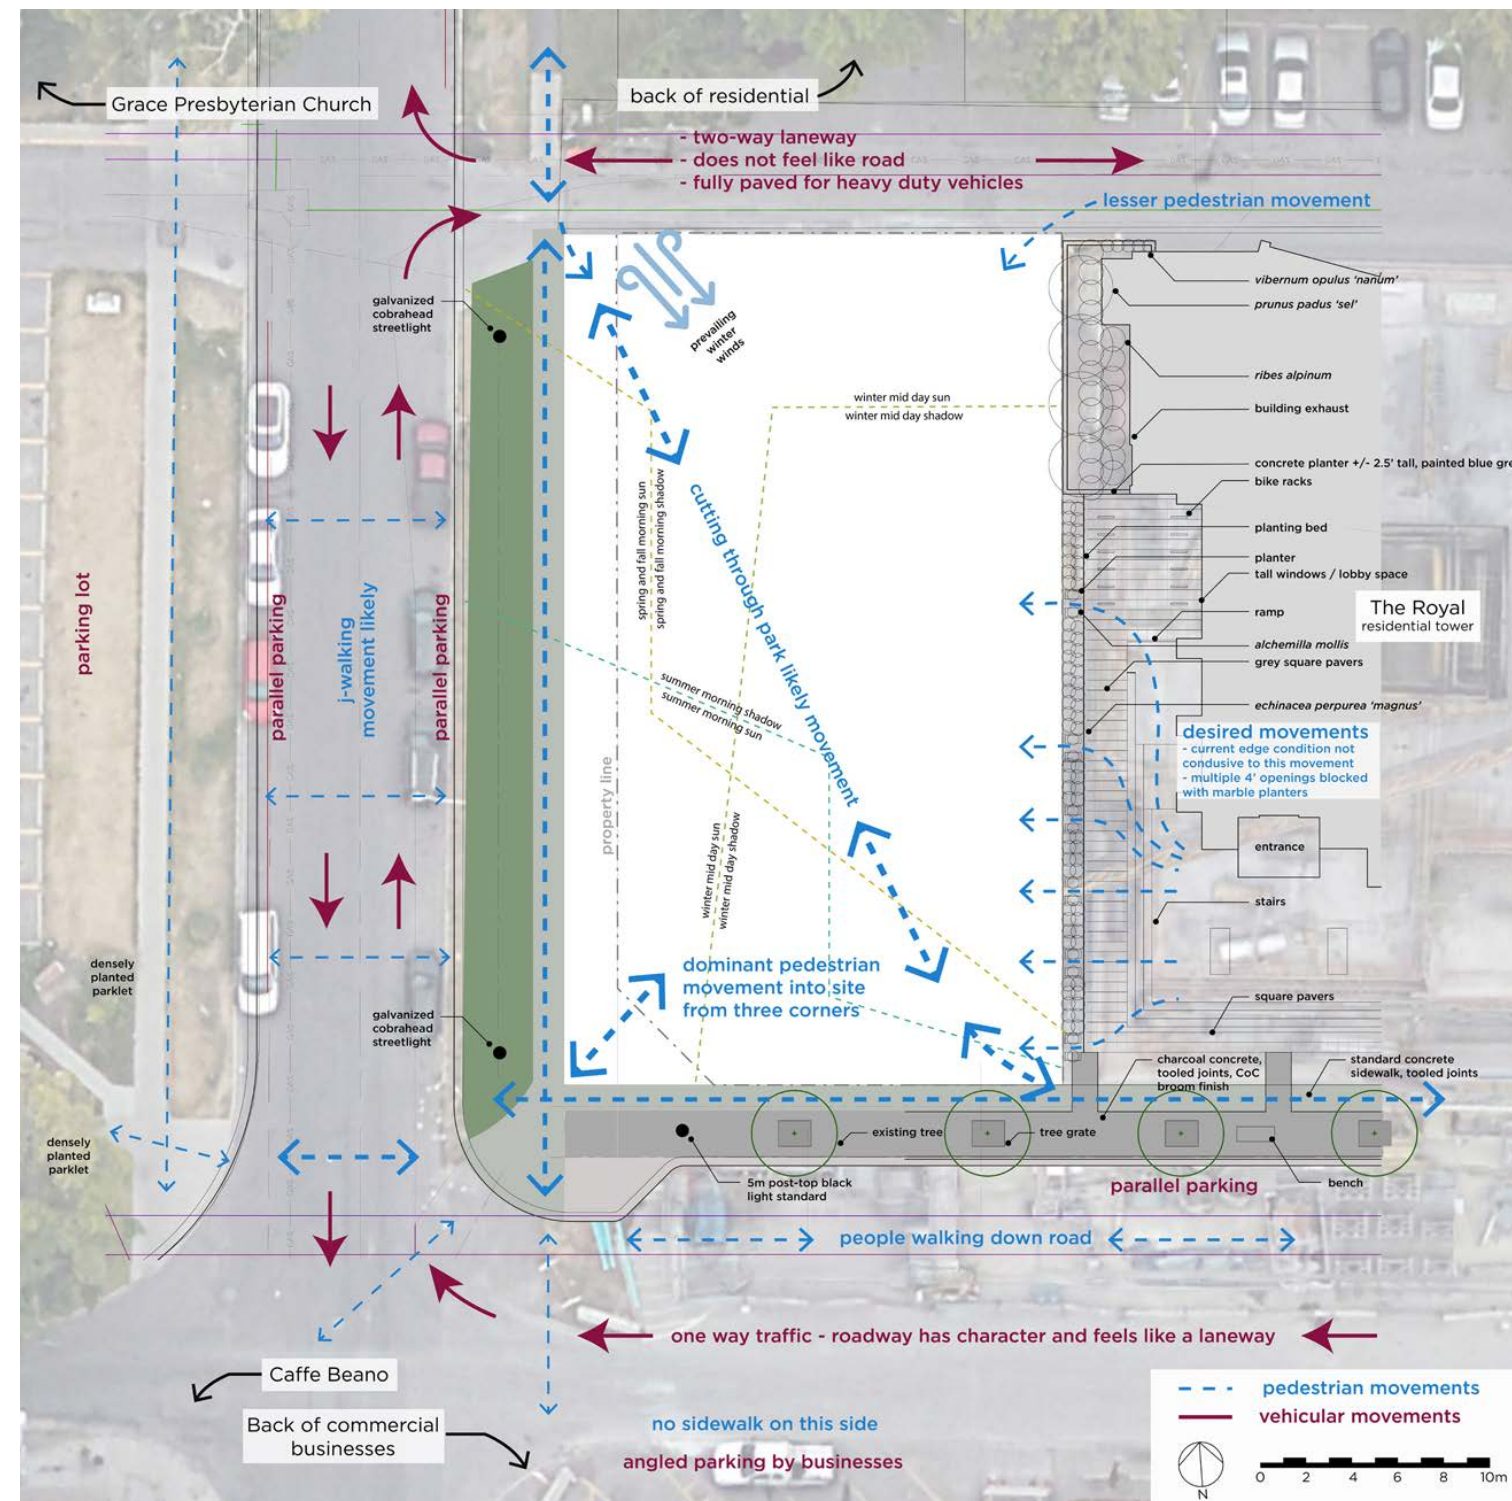 Grace Presbyterian Church
back of residential
- two-way laneway
- does not feel like road
- fully paved for heavy duty vehicles
lesser pedestrian movement
galvanized
cobrahead
streetlight
prevailing
winter
winds
vibernum opulus ‘nanum’
prunus padus ‘sel’
ribes alpinum
building exhaust
concrete planter +/- 2.5' tall, painted blue gre
bike racks
planting bed
planter
tall windows / lobby space
ramp
alchemilla mollis
grey square pavers
echinacea perpurea ‘magnus’
The Royal
residential tower
winter mid day sun
winter mid day shadow
spring and fall morning sun
spring and fall morning shadow
cutting through park likely movement
summer morning shadow
summer morning sun
parking lot
parallel parking
j-walking
movement likely
parallel parking
property line
desired movements
- current edge condition not
condusive to this movement
- multiple 4' openings blocked
with marble planters
entrance
stairs
winter mid day sun
winter mid day shadow
densely
planted
parklet
dominant pedestrian
movement into site
from three corners
square pavers
galvanized
cobrahead
streetlight
charcoal concrete,
tooled joints, CoC
broom finish
standard concrete
sidewalk, tooled joints
densely
planted
parklet
existing tree
tree grate
5m post-top black
light standard
parallel parking
bench
people walking down road
one way traffic - roadway has character and feels like a laneway
Caffe Beano
Back of commercial
businesses
no sidewalk on this side
angled parking by businesses
pedestrian movements
vehicular movements
N
0 2 4 6 8 10m